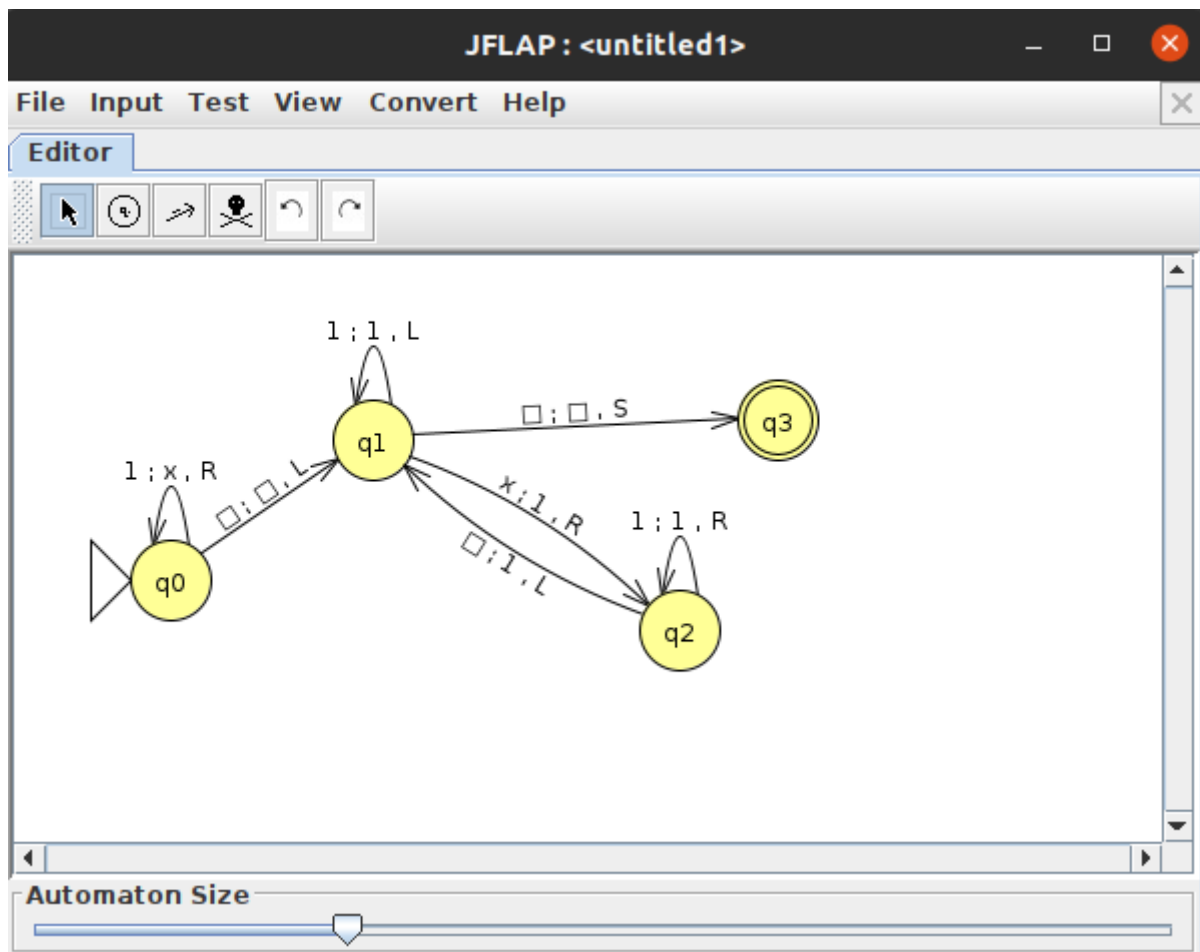 JFLAP : <untitled1>
File Input Test View Convert Help
Editor
1 ; 1 , L
□ ; □ , S
q3
q1
1 ; x , R
□ ; □ , L
x ; 1 , R
1 ; 1 , R
□ ; 1 , L
q0
q2
Automaton Size